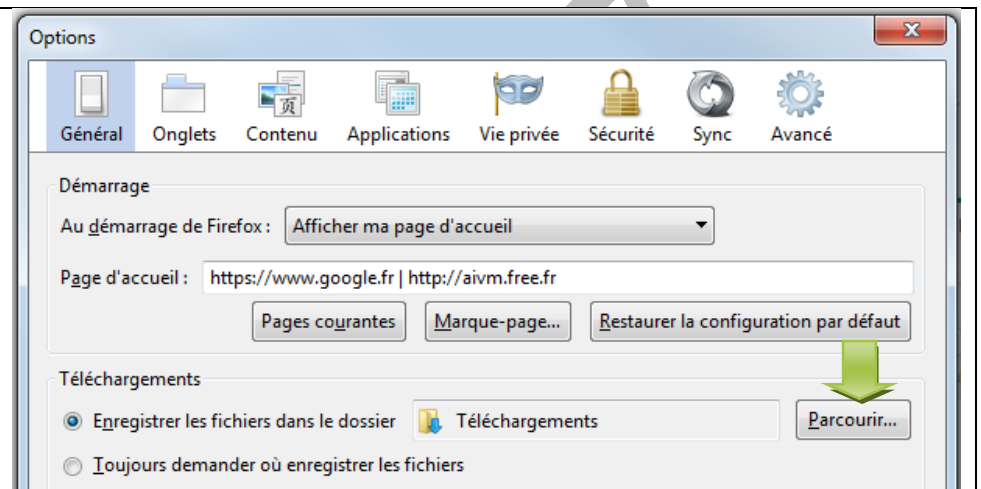 Options
Général Onglets Contenu Applications Vie privée Sécurité Sync Avancé
Démarrage
Au démarrage de Firefox : Afficher ma page d'accueil
Page d'accueil : https://www.google.fr | http://aivm.free.fr
Pages courantes Marque-page... Restaurer la configuration par défaut
Téléchargements
Enregistrer les fichiers dans le dossier Téléchargements Parcourir...
Toujours demander où enregistrer les fichiers